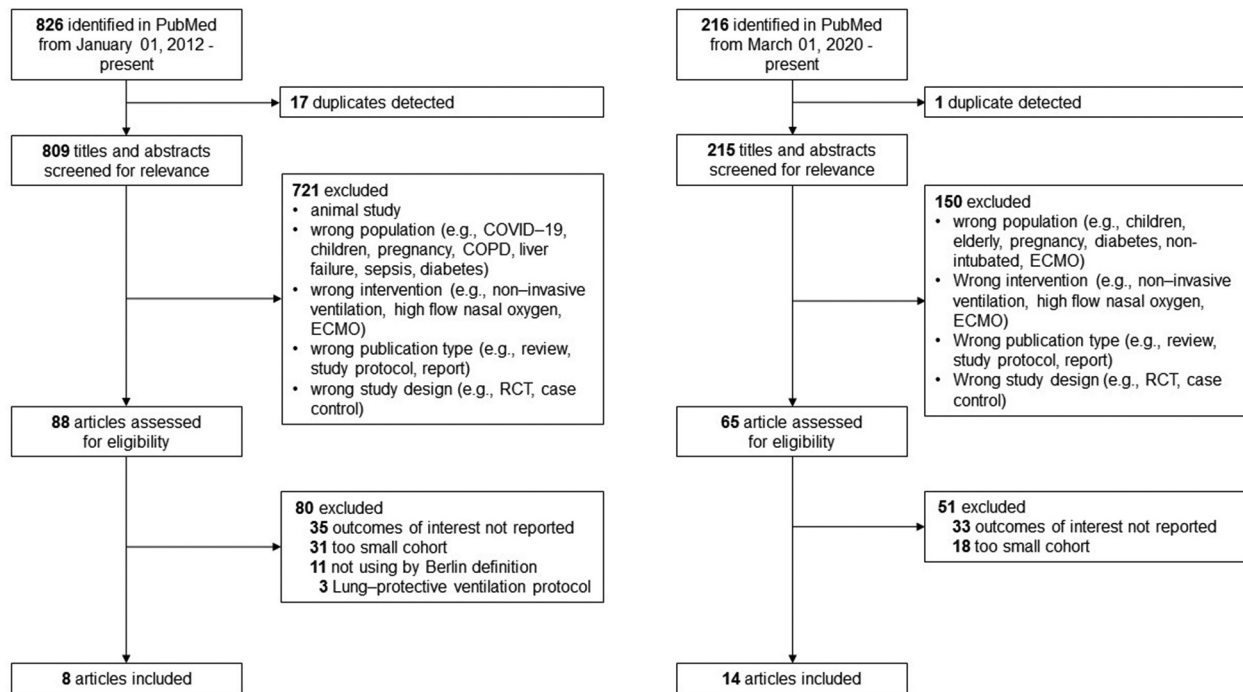 826 identified in PubMed
from January 01, 2012 -
present
17 duplicates detected
809 titles and abstracts
screened for relevance
721 excluded
• animal study
• wrong population (e.g., COVID–19,
children, pregnancy, COPD, liver
failure, sepsis, diabetes)
• wrong intervention (e.g., non–invasive
ventilation, high flow nasal oxygen,
ECMO)
• wrong publication type (e.g., review,
study protocol, report)
• wrong study design (e.g., RCT, case
control)
88 articles assessed
for eligibility
80 excluded
35 outcomes of interest not reported
31 too small cohort
11 not using by Berlin definition
3 Lung–protective ventilation protocol
8 articles included
216 identified in PubMed
from March 01, 2020 -
present
1 duplicate detected
215 titles and abstracts
screened for relevance
150 excluded
• wrong population (e.g., children,
elderly, pregnancy, diabetes, non-
intubated, ECMO)
• Wrong intervention (e.g., non–invasive
ventilation, high flow nasal oxygen,
ECMO)
• Wrong publication type (e.g., review,
study protocol, report)
• Wrong study design (e.g., RCT, case
control)
65 article assessed
for eligibility
51 excluded
33 outcomes of interest not reported
18 too small cohort
14 articles included